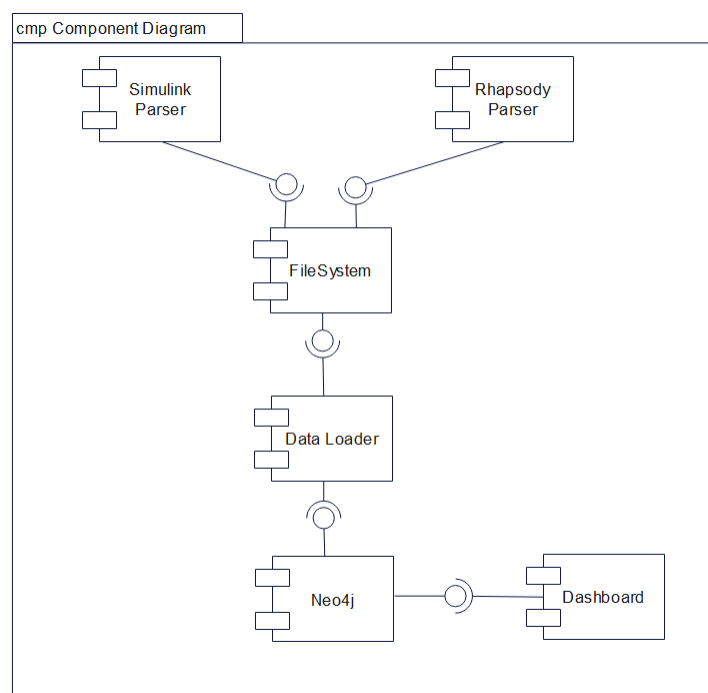 cmp Component Diagram
Simulink
Parser
Rhapsody
Parser
FileSystem
Data Loader
Neo4j
Dashboard